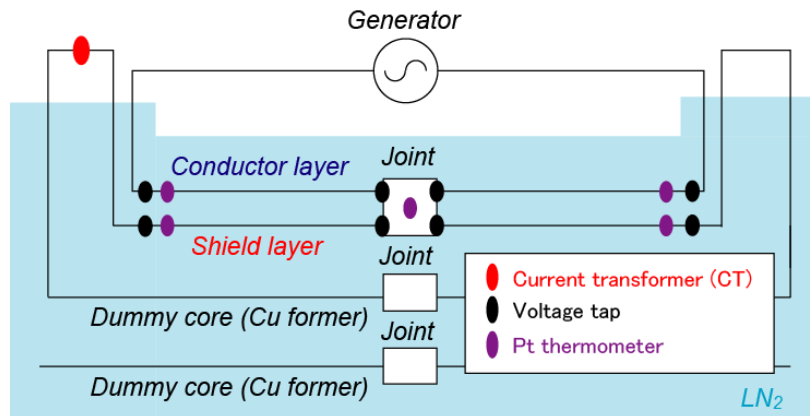 Generator
Conductor layer
Joint
Shield layer
Joint
Dummy core (Cu former)
Joint
Dummy core (Cu former)
Current transformer (CT)
Voltage tap
Pt thermometer
LN2